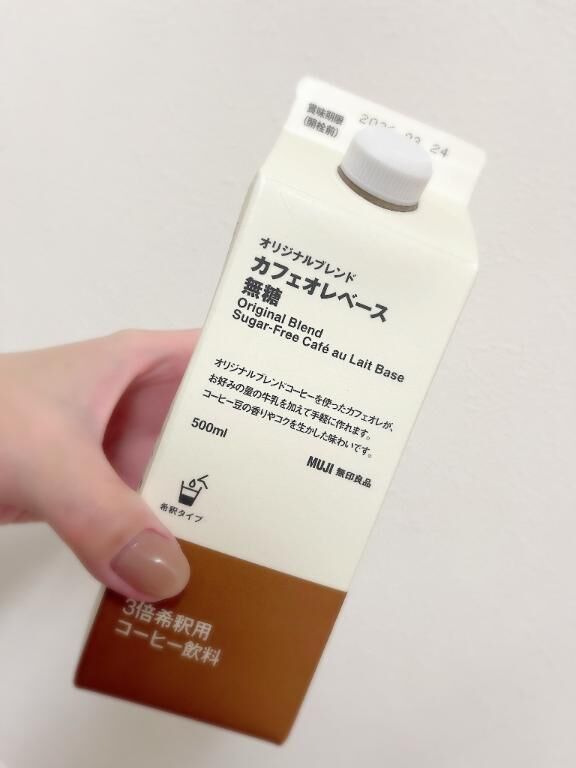 賞味期限
(開栓前)
24
オリジナルブレンド
カフェオレベース
無糖
Original Blend
Sugar-Free Café au Lait Base
オリジナルブレンドコーヒーを使ったカフェオレが、
お好みの量の牛乳を加えて手軽に作れます。
コーヒー豆の香りやコクを生かした味わいです。
500ml
MUJI 無印良品
希釈タイプ
3倍希釈用
コーヒー飲料